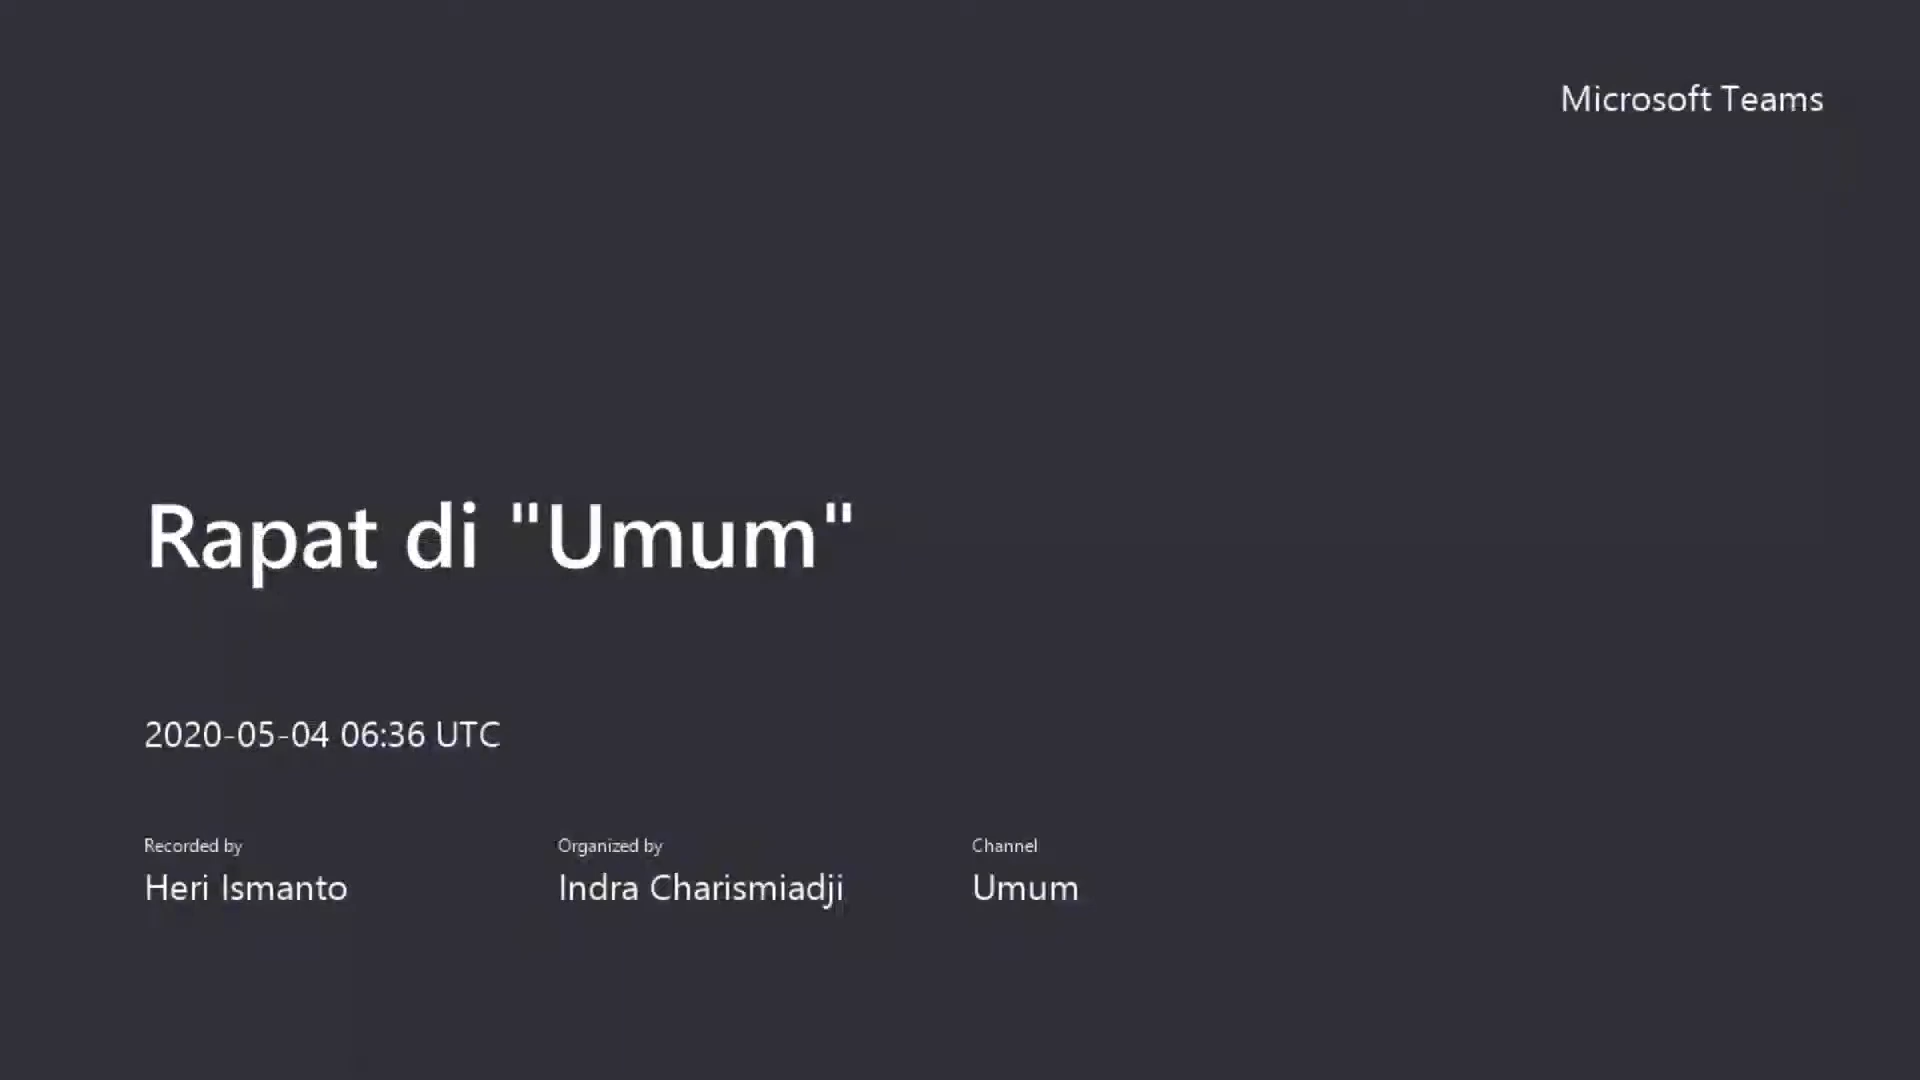 Microsoft Teams
Rapat di "Umum"
2020-05-04 06:36 UTC
Recorded by
Heri Ismanto
Organized by
Indra Charismiadji
Channel
Umum